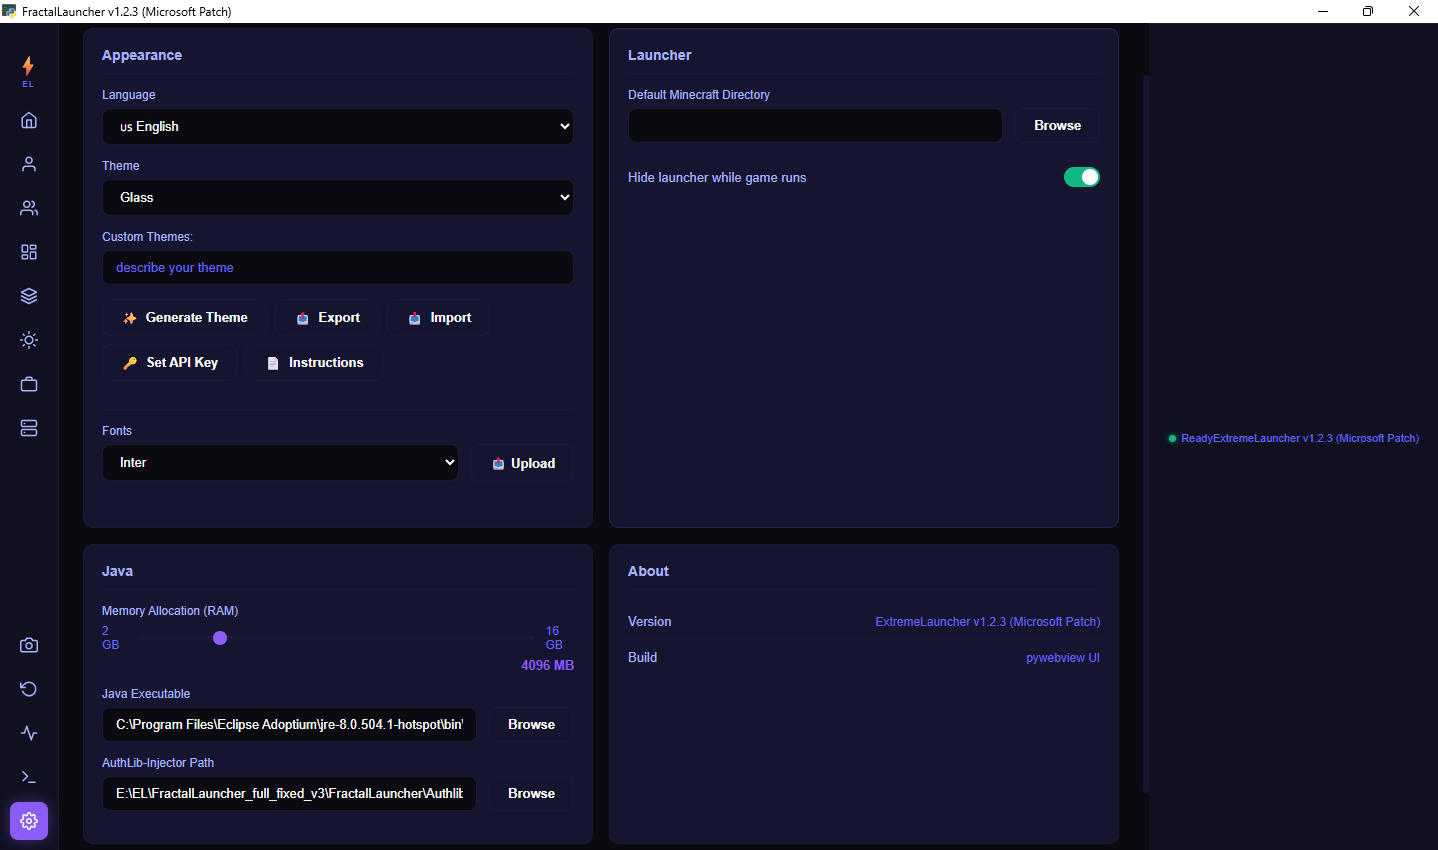 FractalLauncher v1.2.3 (Microsoft Patch)
EL
Appearance
Language
us English
Theme
Glass
Custom Themes:
describe your theme
Generate Theme
Export
Import
Set API Key
Instructions
Fonts
Inter
Upload
Launcher
Default Minecraft Directory
Browse
Hide launcher while game runs
Java
Memory Allocation (RAM)
2 GB
16 GB
4096 MB
Java Executable
C:\Program Files\Eclipse Adoptium\jre-8.0.504.1-hotspot\bin\
Browse
AuthLib-Injector Path
E:\EL\FractalLauncher_full_fixed_v3\FractalLauncher\Authlib
Browse
About
Version
ExtremeLauncher v1.2.3 (Microsoft Patch)
Build
pywebview UI
ReadyExtremeLauncher v1.2.3 (Microsoft Patch)